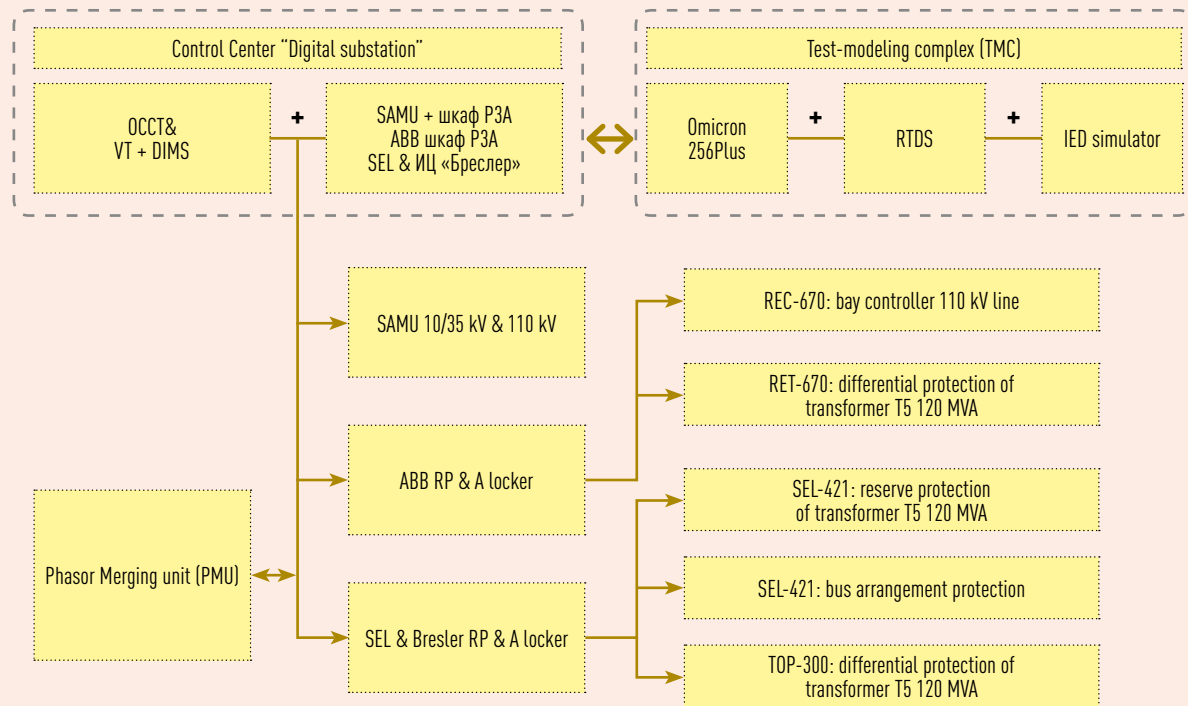 Control Center “Digital substation”
Test-modeling complex (TMC)
OCCT&
VT + DIMS
+
SAMU + шкаф РЗА
ABB шкаф РЗА
SEL & ИЦ «Бреслер»
Omicron
256Plus
+
RTDS
+
IED simulator
SAMU 10/35 kV & 110 kV
REC-670: bay controller 110 kV line
RET-670: differential protection of
transformer T5 120 MVA
ABB RP & A locker
SEL-421: reserve protection
of transformer T5 120 MVA
Phasor Merging unit (PMU)
SEL-421: bus arrangement protection
SEL & Bresler RP & A locker
TOP-300: differential protection of
transformer T5 120 MVA